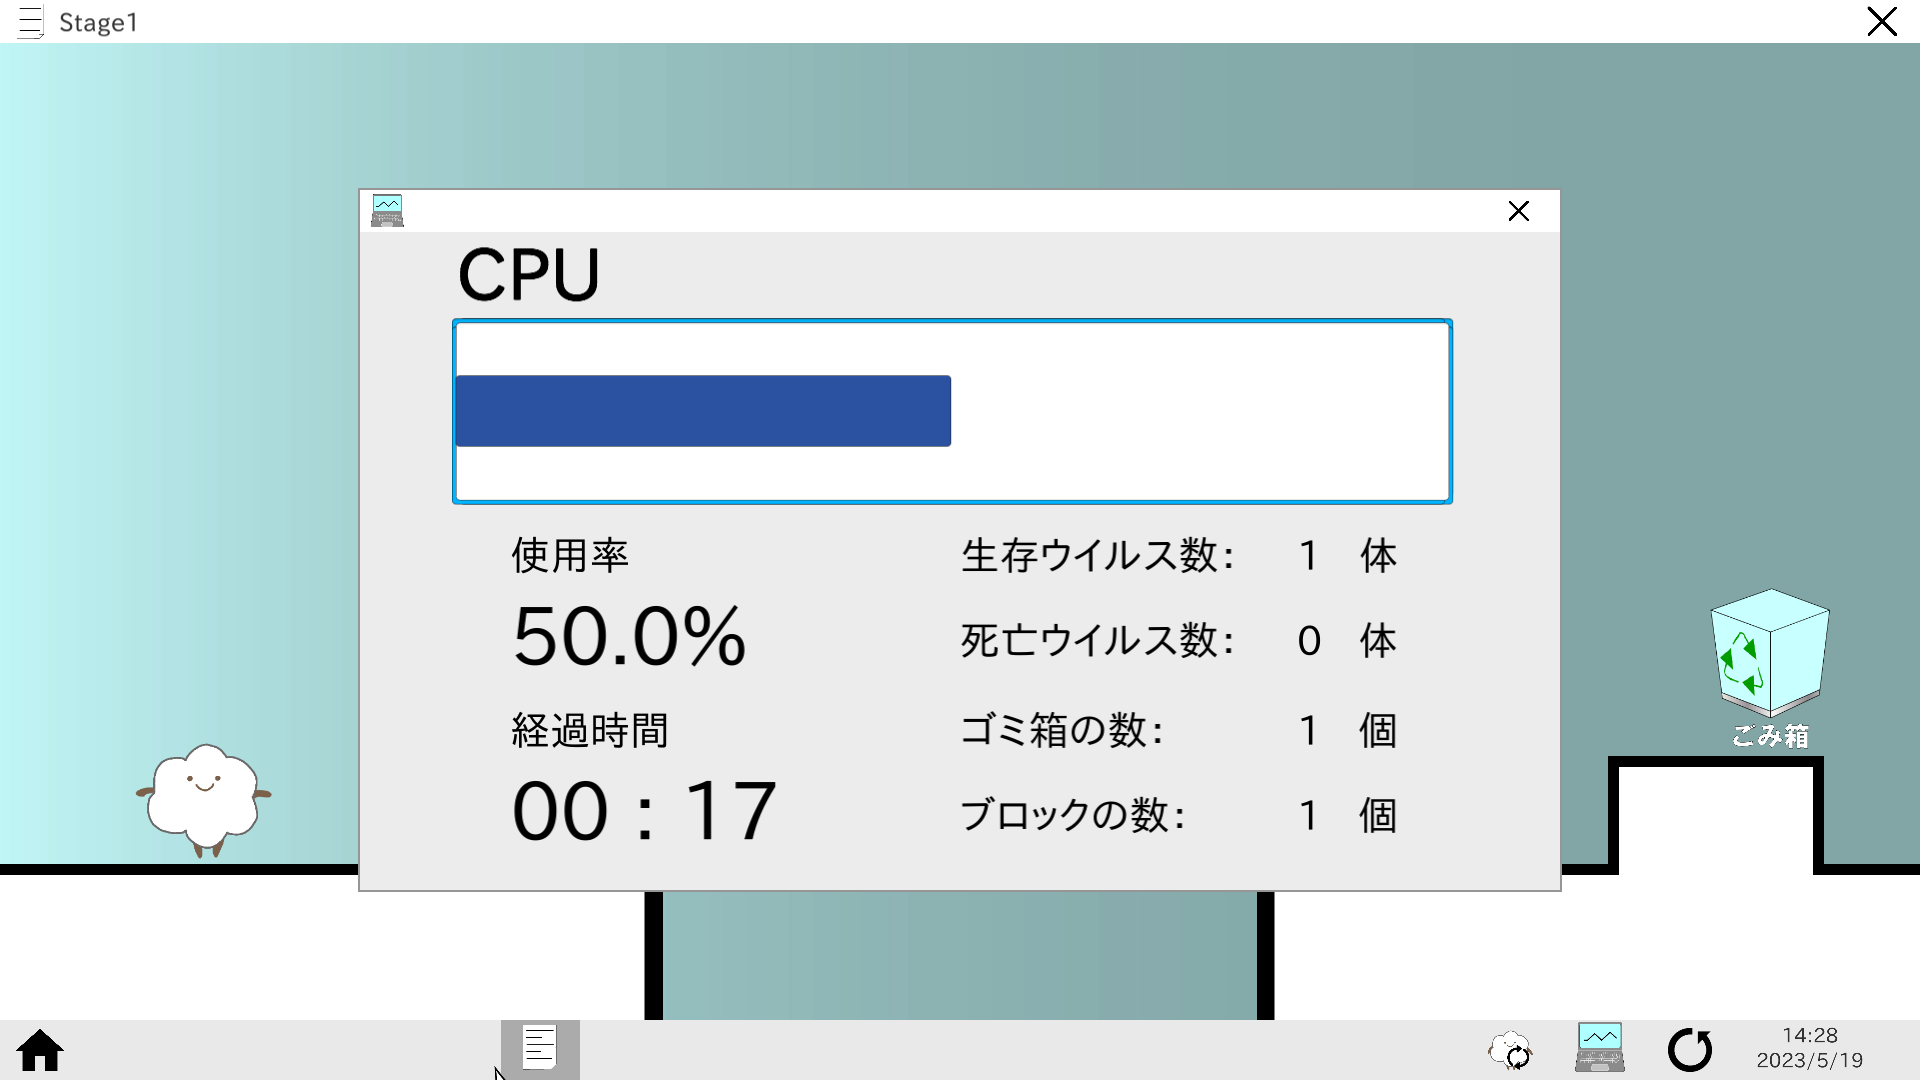 Stage1
CPU
使用率
50.0%
経過時間
00 : 17
生存ウイルス数: 1 体
死亡ウイルス数: 0 体
ゴミ箱の数: 1 個
ブロックの数: 1 個
ごみ箱
14:28
2023/5/19